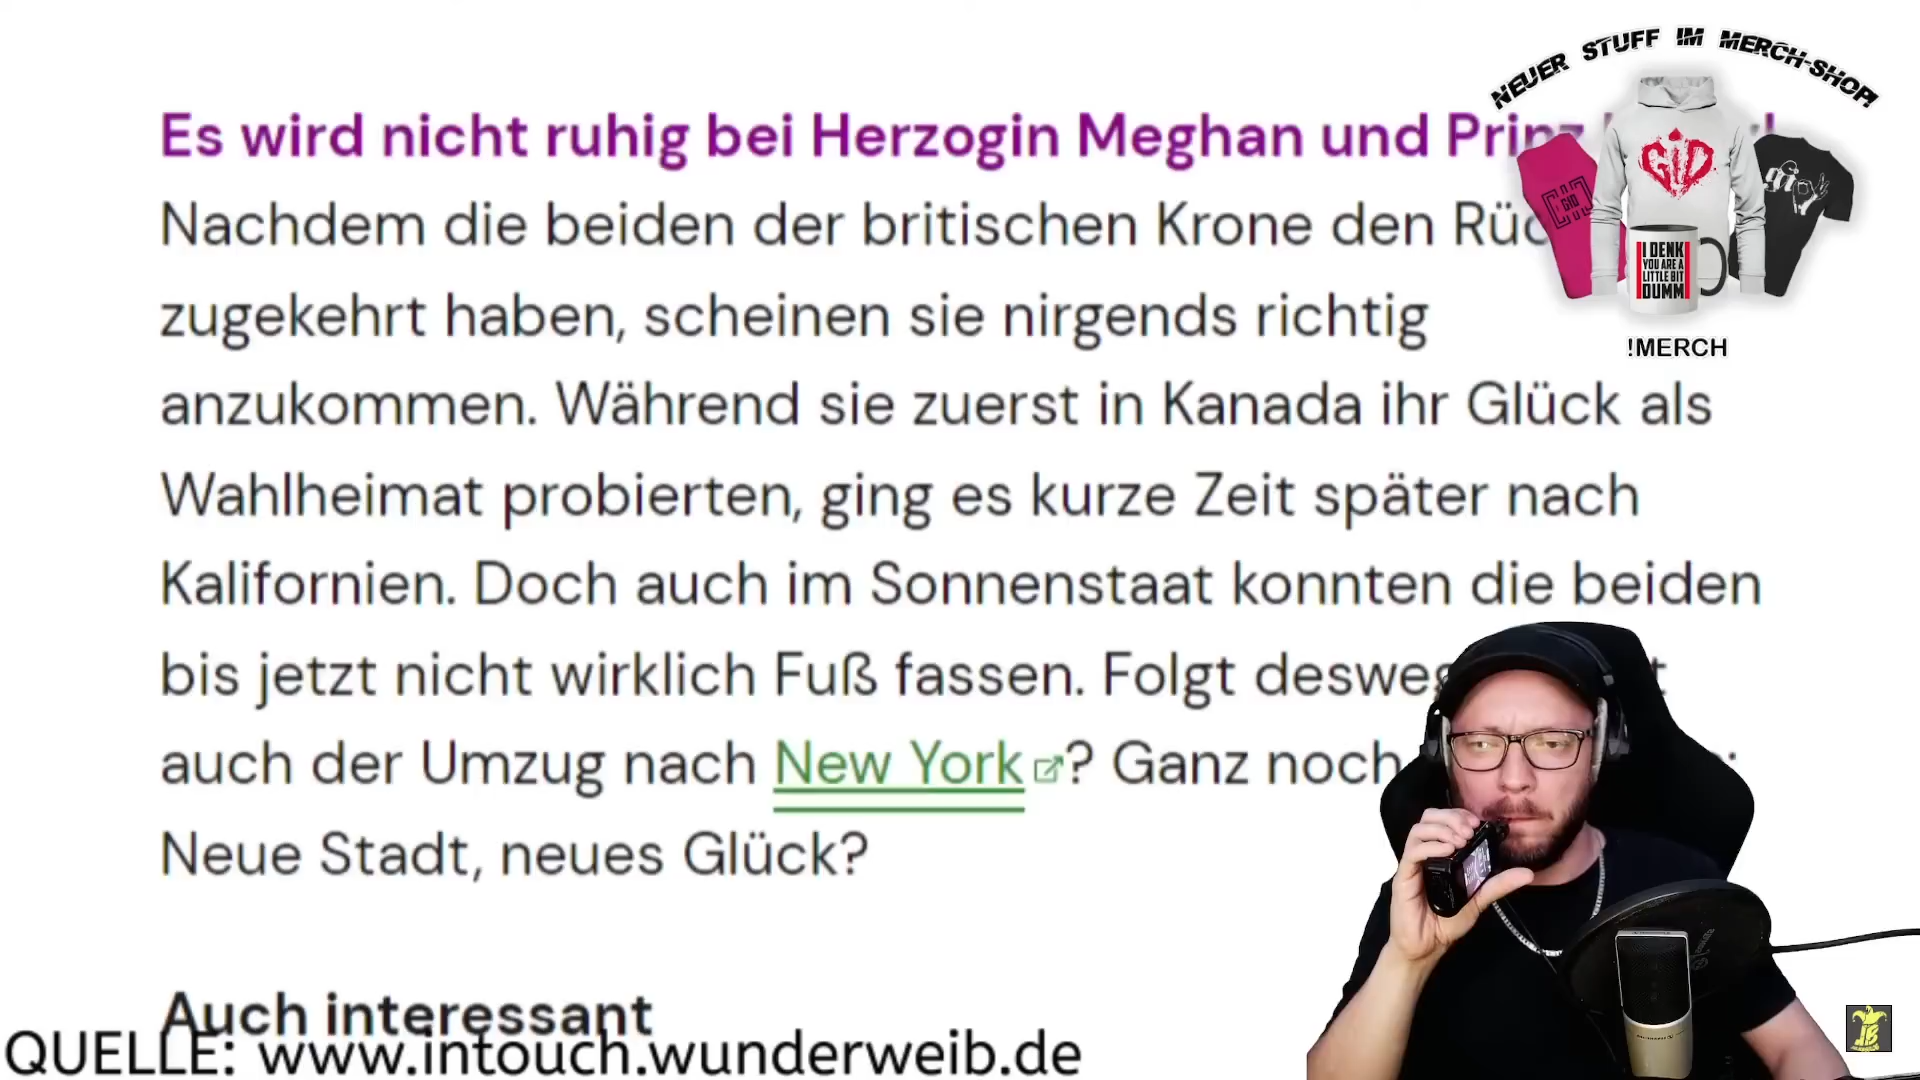 NEUER STUFF IM MERCH-SHOP!
Es wird nicht ruhig bei Herzogin Meghan und Prinz
Nachdem die beiden der britischen Krone den
zugekehrt haben, scheinen sie nirgends richtig
anzukommen. Während sie zuerst in Kanada ihr Glück als
Wahlheimat probierten, ging es kurze Zeit später nach
Kalifornien. Doch auch im Sonnenstaat konnten die beiden
bis jetzt nicht wirklich Fuß fassen. Folgt
auch der Umzug nach New York? Ganz noch
Neue Stadt, neues Glück?
Auch interessant
QUELLE: www.intouch.wunderweib.de
GID
GID
gid
I DENK
YOU ARE A
LITTLE BIT
DUMM
!MERCH